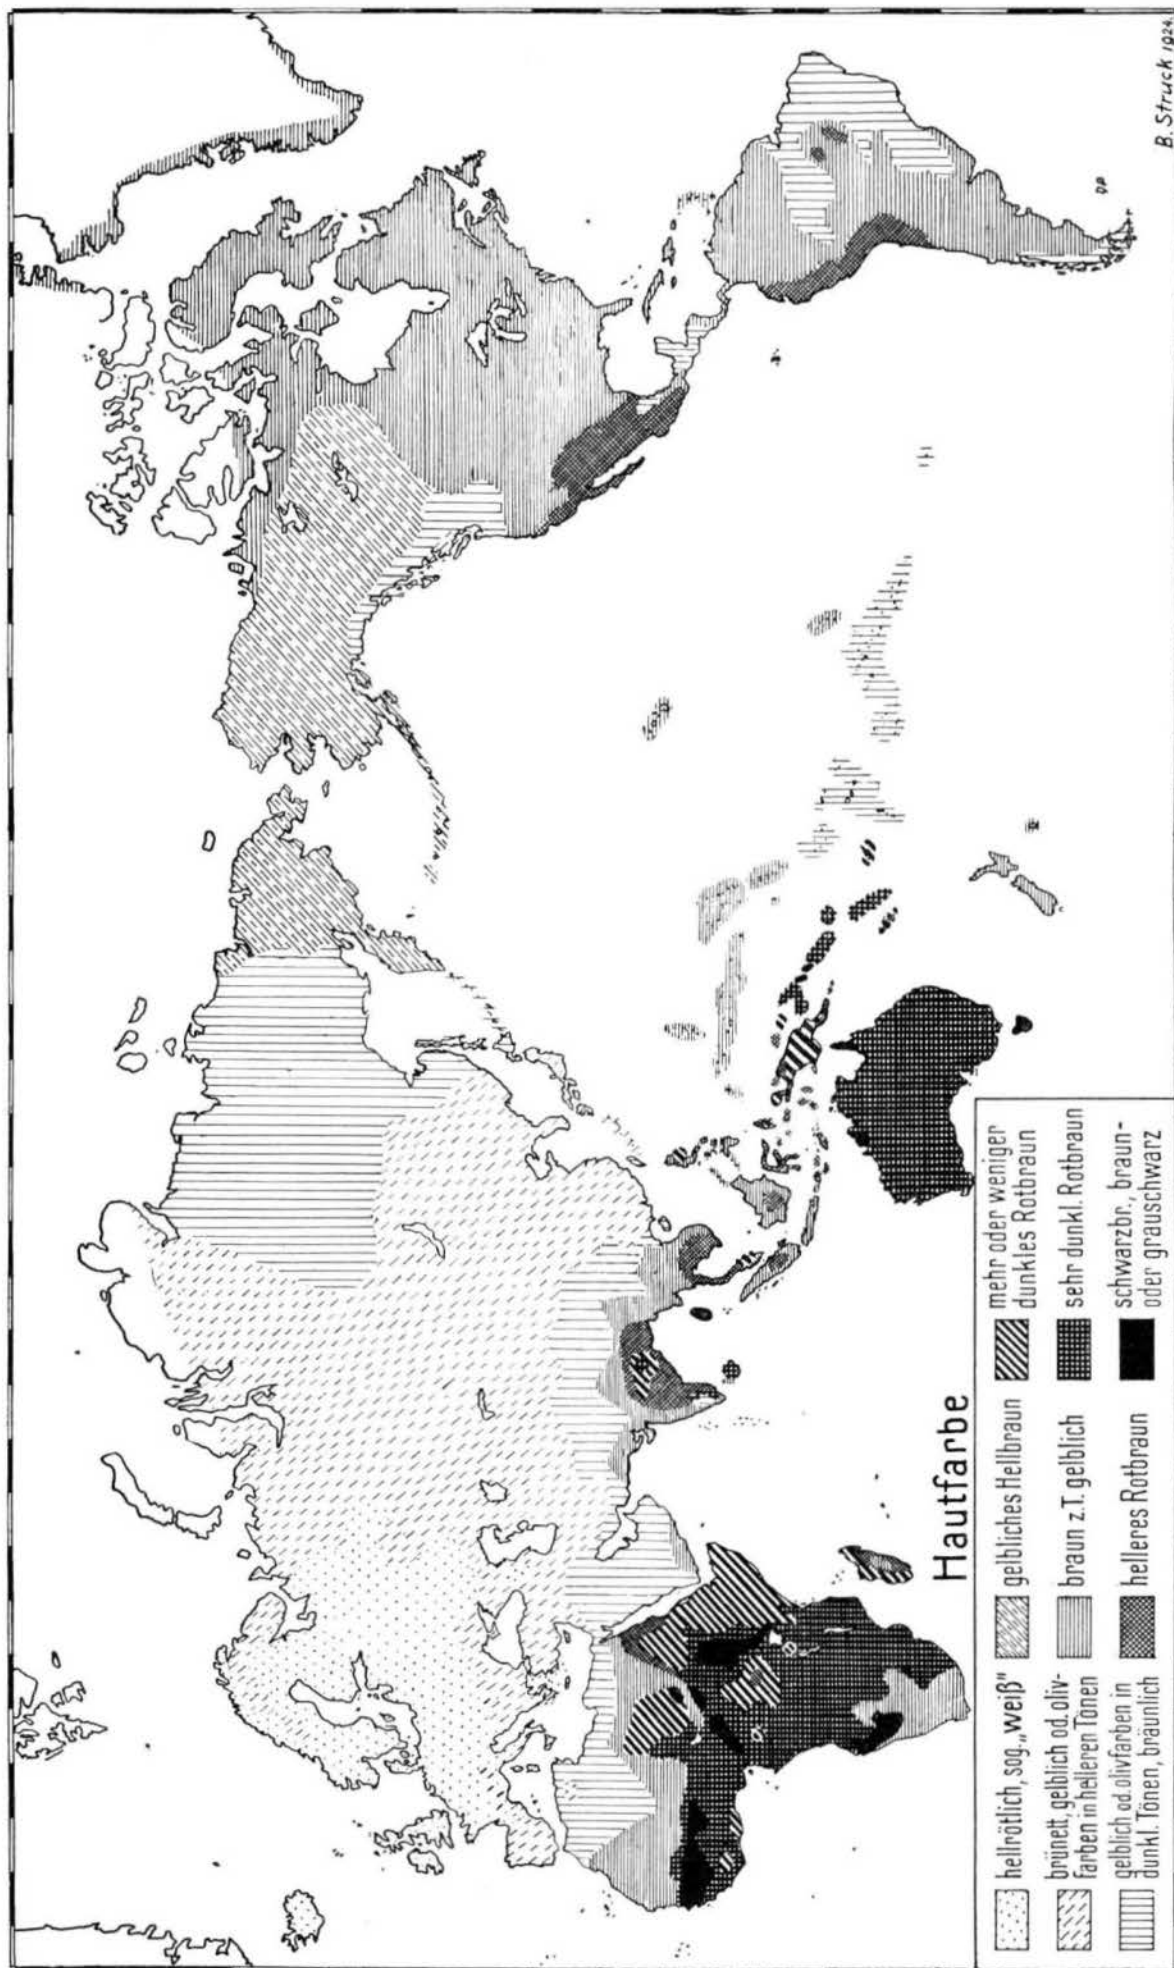 Hautfarbe
hellrötlich, sog. „weiß"
brünett, gelblich od. oliv-
farben in helleren Tönen
gelblich od. olivfarben in
dunkl. Tönen, bräunlich
gelbliches Hellbraun
braun z.T. gelblich
helleres Rotbraun
mehr oder weniger
dunkles Rotbraun
sehr dunkl. Rotbraun
schwarzbr., braun-
oder grauschwarz
B. Struck 1924.